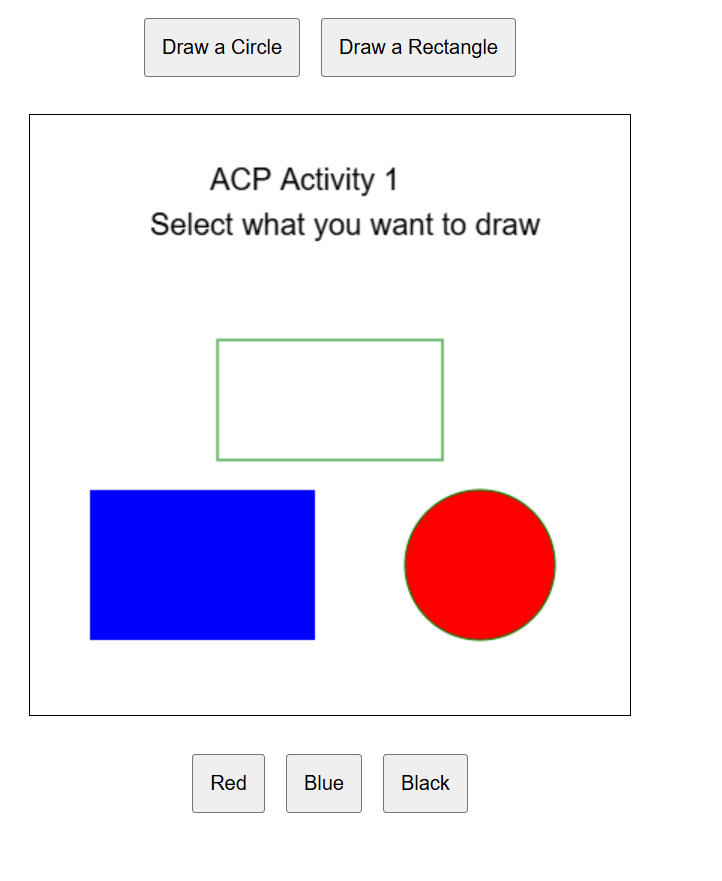 Draw a Circle Draw a Rectangle
ACP Activity 1
Select what you want to draw
Red Blue Black